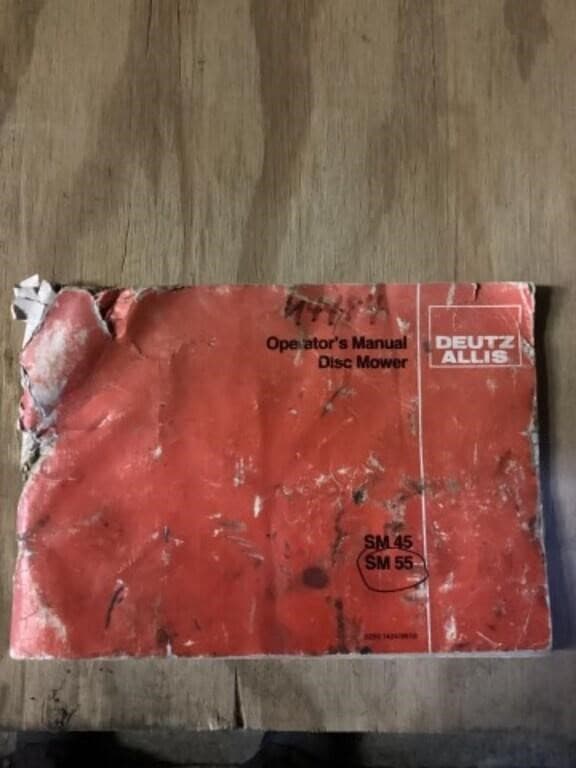 Operator's Manual
Disc Mower
DEUTZ
ALLIS
SM 45
SM 55